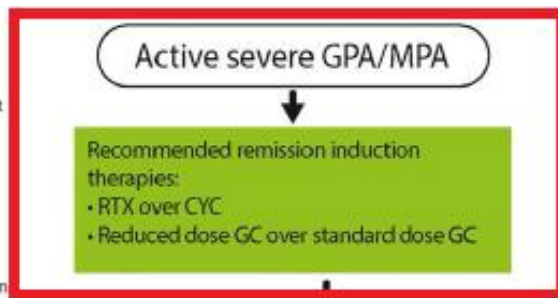 Active severe GPA/MPA
Recommended remission induction
therapies:
• RTX over CYC
• Reduced dose GC over standard dose GC